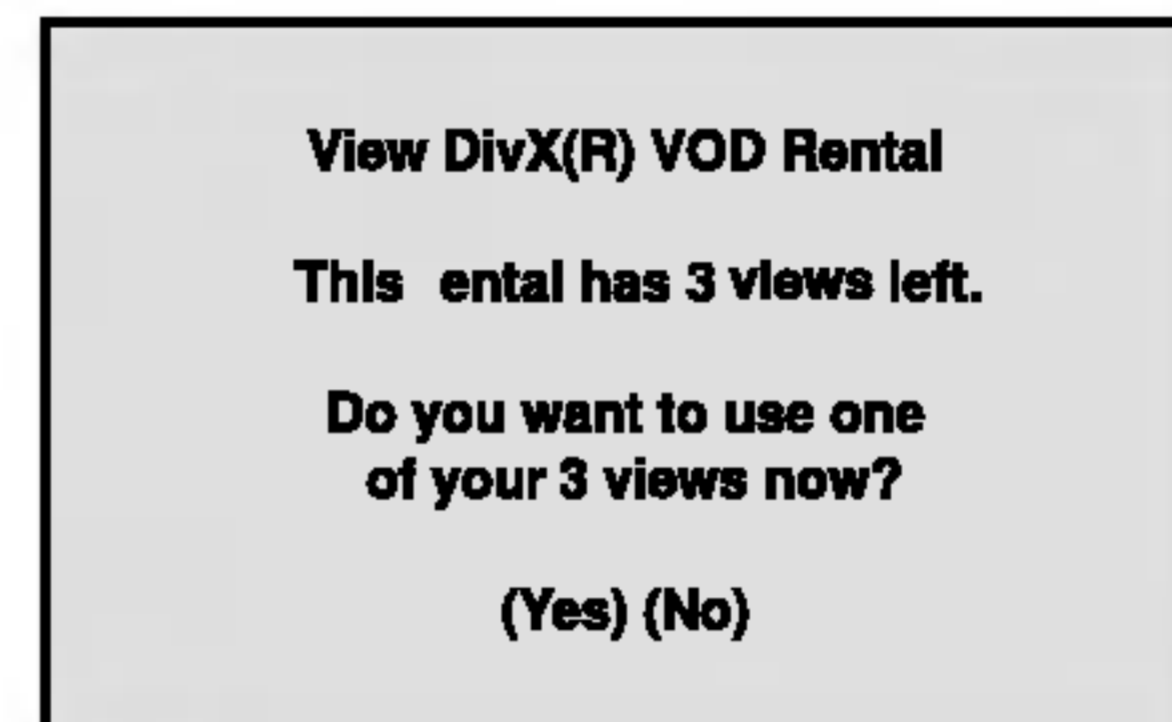 View DivX(R) VOD Rental
This  ental has 3 views left.
Do you want to use one
of your 3 views now?
(Yes) (No)